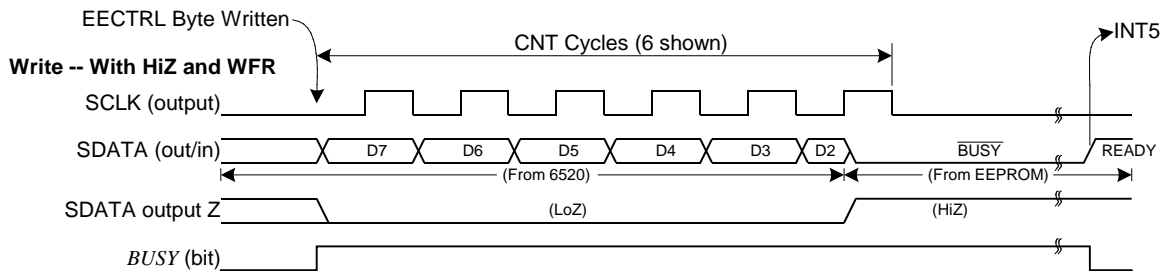 EECTRL Byte Written
INT5
CNT Cycles (6 shown)
Write -- With HiZ and WFR
SCLK (output)
SDATA (out/in) D7 D6 D5 D4 D3 D2 BUSY READY
(From 6520) (From EEPROM)
SDATA output Z (LoZ) (HiZ)
BUSY (bit)